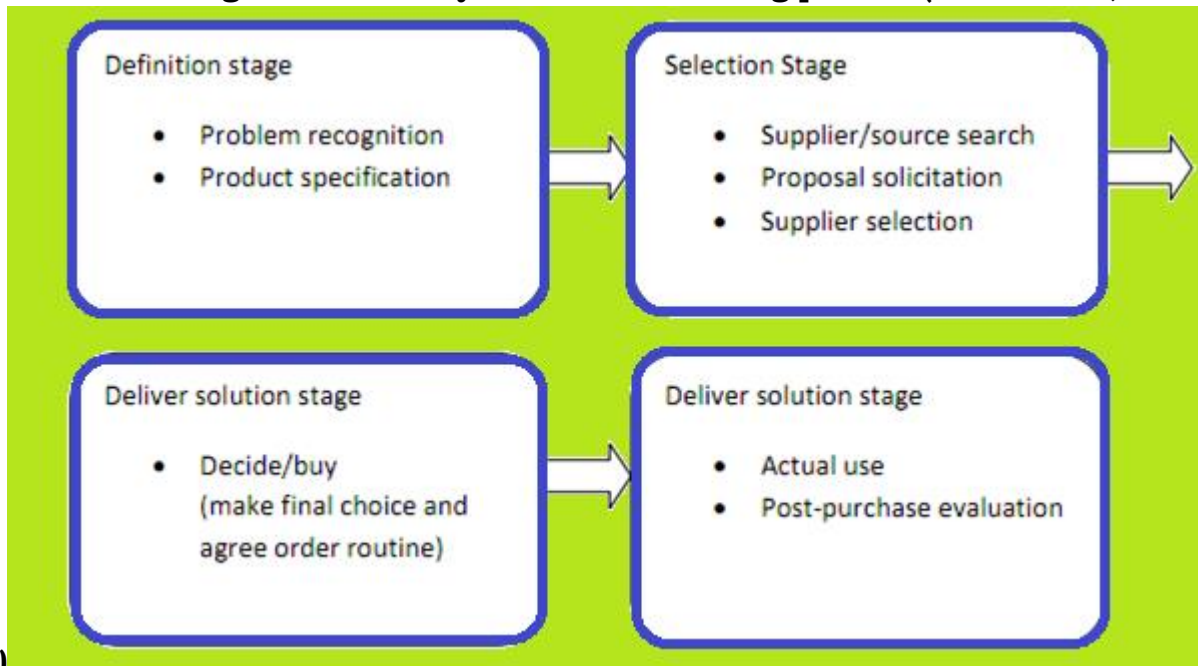 Definition stage
• Problem recognition
• Product specification
Selection Stage
• Supplier/source search
• Proposal solicitation
• Supplier selection
Deliver solution stage
• Decide/buy
(make final choice and
agree order routine)
Deliver solution stage
• Actual use
• Post-purchase evaluation
)